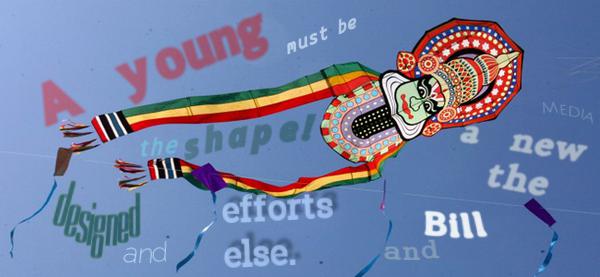 A young must be
MEDIA
the shape!
a new
the
designed
efforts
Bill
and
else.
and